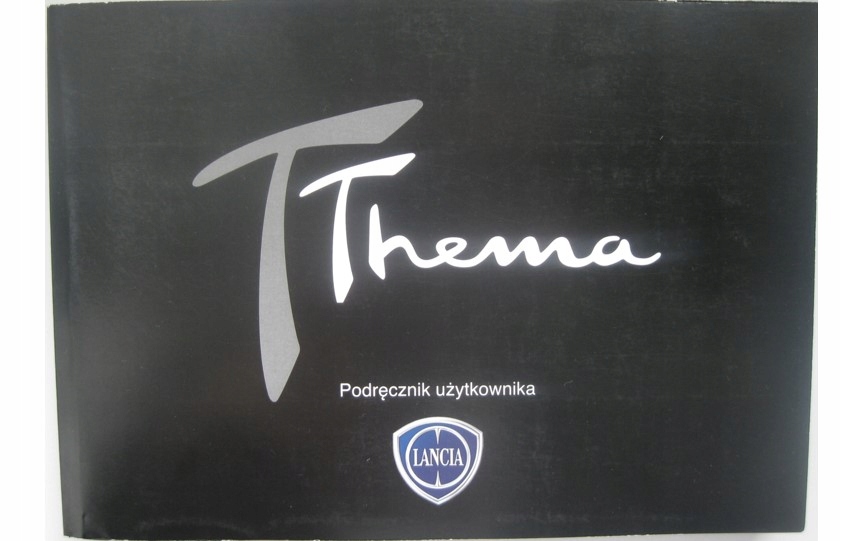 T
Thema
Podręcznik użytkownika
LANCIA